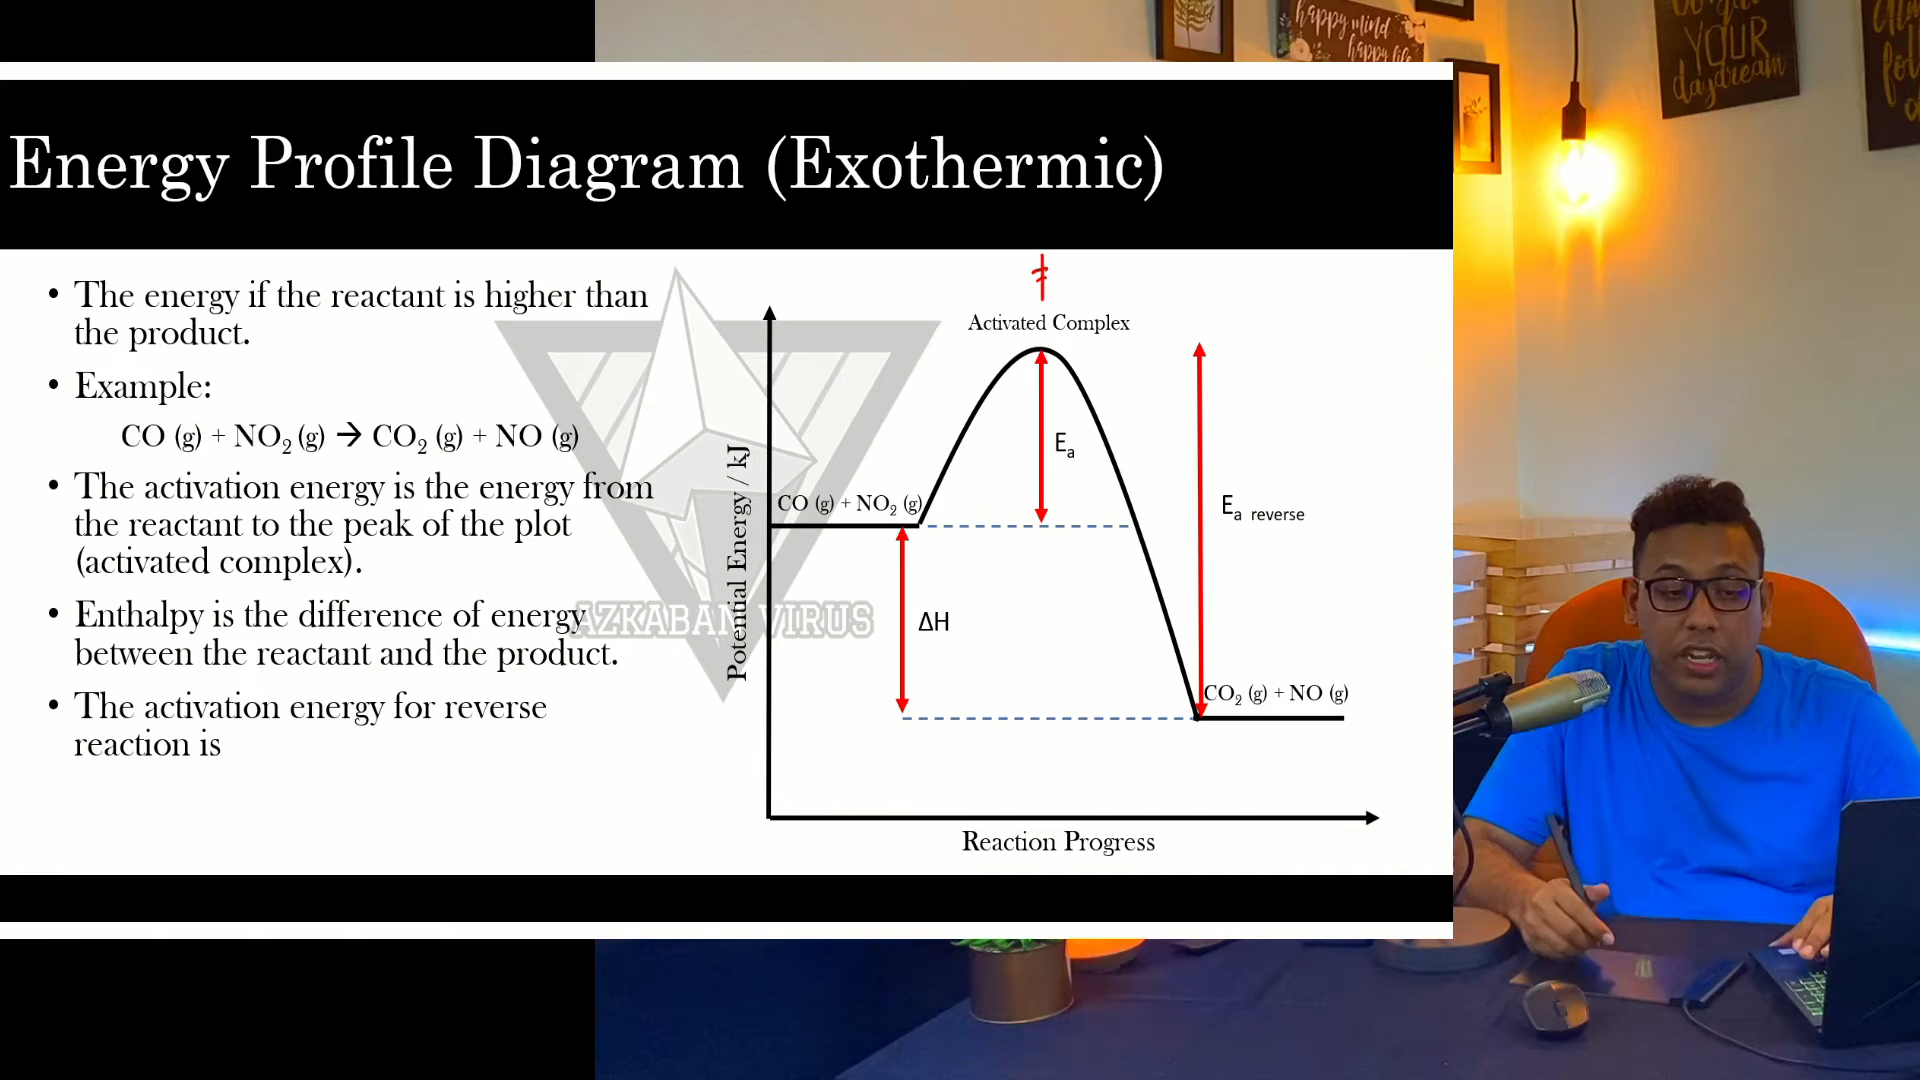 happy mind
happy life
YOUR
daydream
Energy Profile Diagram (Exothermic)
• The energy if the reactant is higher than
the product.
• Example:
CO (g) + NO₂ (g) → CO₂ (g) + NO (g)
• The activation energy is the energy from
the reactant to the peak of the plot
(activated complex).
• Enthalpy is the difference of energy
between the reactant and the product.
• The activation energy for reverse
reaction is
AZKABAN VIRUS
Potential Energy / kJ
‡
Activated Complex
Eₐ
CO (g) + NO₂ (g)
ΔH
Eₐ reverse
CO₂ (g) + NO (g)
Reaction Progress